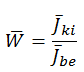 W̅ = J̅ki / J̅be